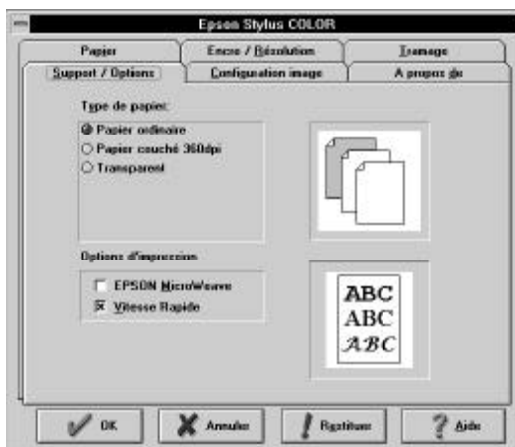 Epson Stylus COLOR
Papier Encre / Résolution Tramage
Support / Options Configuration image A propos de
Type de papier:
Papier ordinaire
Papier couché 360dpi
Transparent
Options d'impression
EPSON MicroWeave
Vitesse Rapide
ABC
ABC
ABC
OK Annuler Restituer Aide